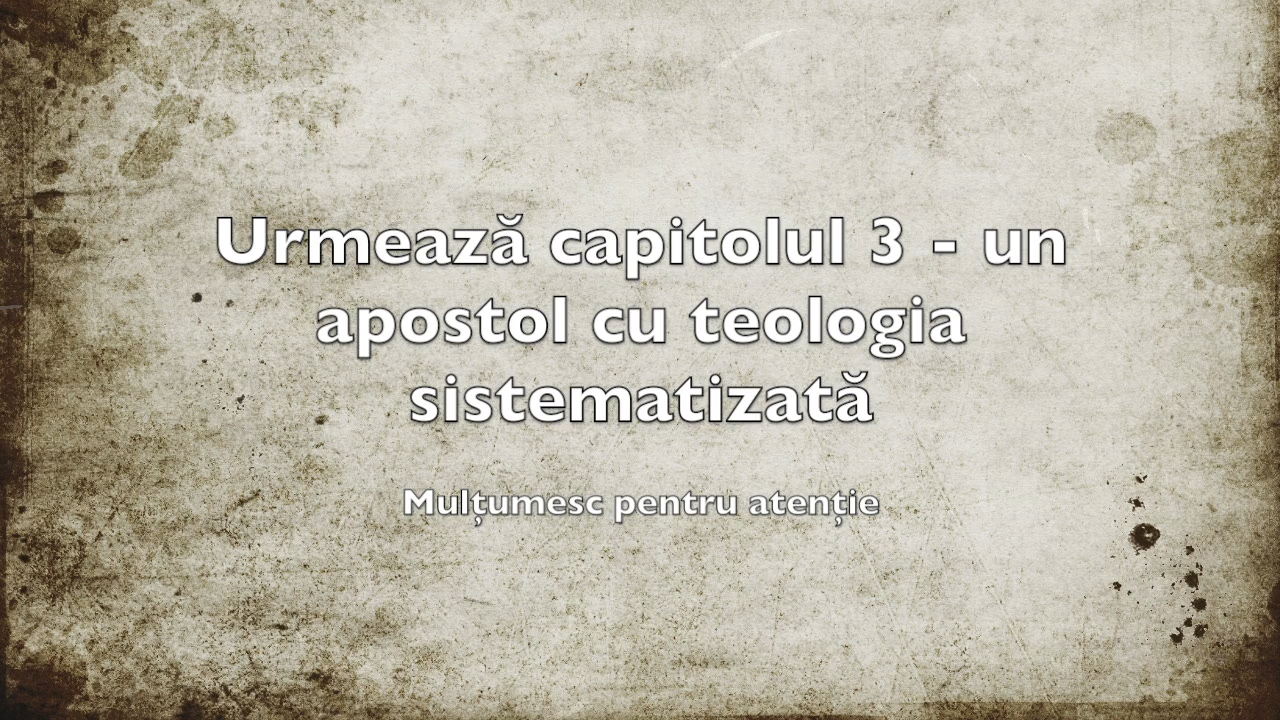 Urmează capitolul 3 - un
apostol cu teologia
sistematizată
Mulțumesc pentru atenție